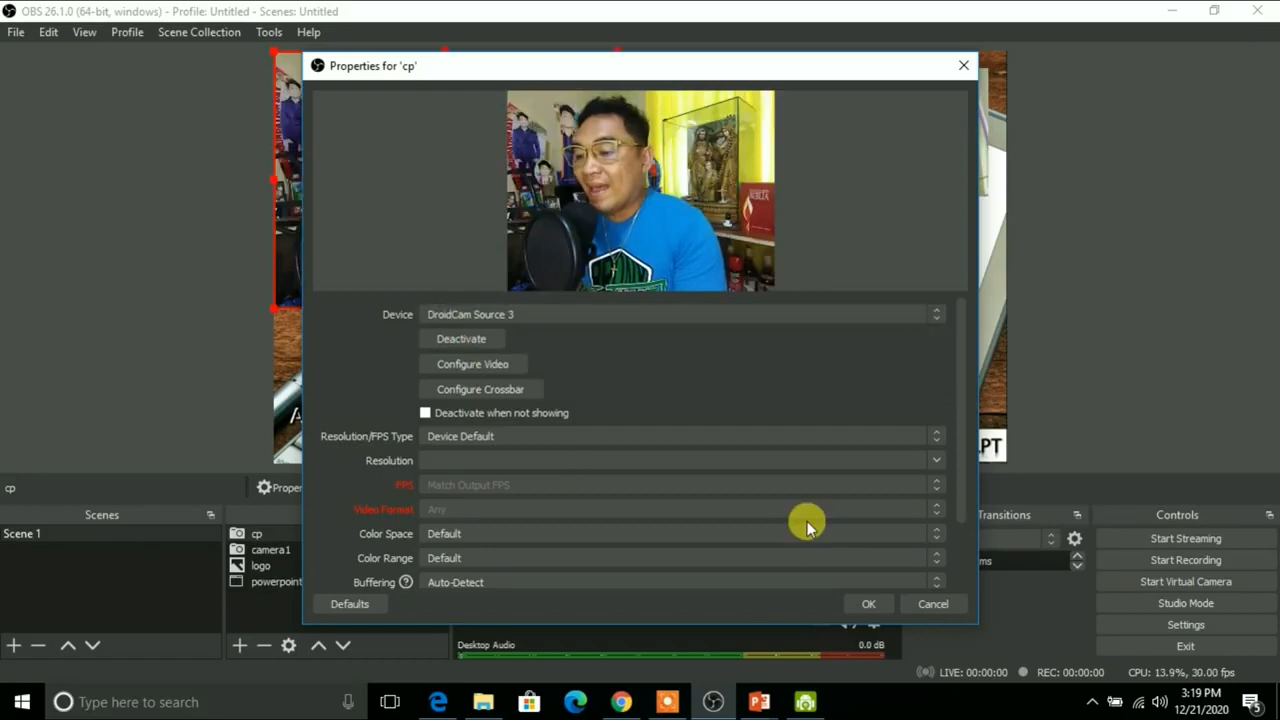 OBS 26.1.0 (64-bit, windows) - Profile: Untitled - Scenes: Untitled
File Edit View Profile Scene Collection Tools Help
Properties for 'cp'
BIBLIA
Device DroidCam Source 3
Deactivate
Configure Video
Configure Crossbar
Deactivate when not showing
Resolution/FPS Type Device Default
Resolution
FPS Match Output FPS
Video Format Any
Color Space Default
Color Range Default
Buffering ? Auto-Detect
Defaults OK Cancel
A
PT
cp Proper
Scenes Transitions Controls
Scene 1
cp
camera1
logo
powerpoint
ms
Start Streaming
Start Recording
Start Virtual Camera
Studio Mode
Settings
Exit
Desktop Audio 0.0 dB
LIVE: 00:00:00 REC: 00:00:00 CPU: 13.9%, 30.00 fps
Type here to search
3:19 PM
12/21/2020
5